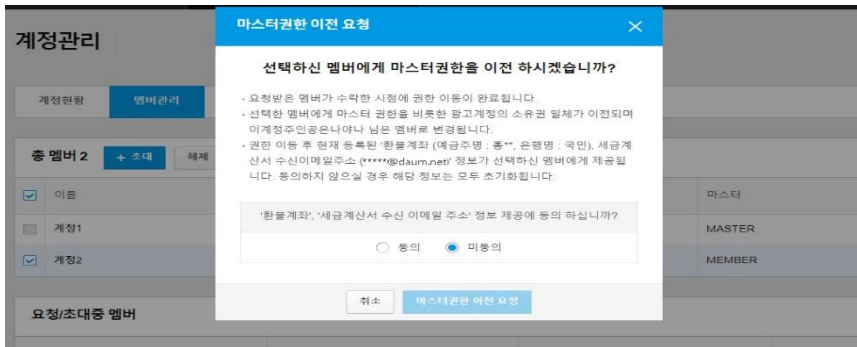 마스터권한 이전 요청
계정관리
선택하신 멤버에게 마스터권한을 이전 하시겠습니까?
계정현황 멤버관리
· 요청받은 멤버가 수락한 시점에 권한 이동이 완료됩니다.
· 선택한 멤버에게 마스터 권한을 비롯한 광고계정의 소유권 일체가 이전되며
이계정주인공은나야나 님은 멤버로 변경됩니다.
· 권한 이동 후 현재 등록된 '환불계좌 (예금주명 : 홍**, 은행명 : 국민), 세금계
산서 수신이메일주소 (*****@daum.net)' 정보가 선택하신 멤버에게 제공됩
니다. 동의하지 않으실 경우 해당 정보는 모두 초기화됩니다.
총 멤버 2 + 초대 해제
이름 마스터
'환불계좌', '세금계산서 수신 이메일 주소' 정보 제공에 동의 하십니까?
계정1 MASTER
동의 미동의
계정2 MEMBER
취소 마스터권한 이전 요청
요청/초대중 멤버